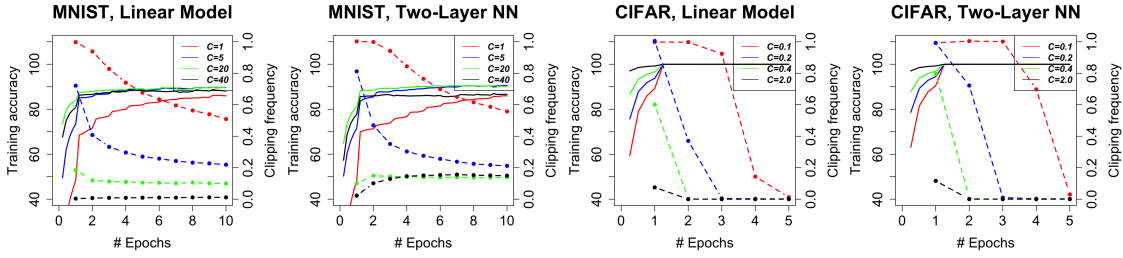 MNIST, Linear Model
Training accuracy
40 60 80 100
C=1
C=5
C=20
C=40
0.0 0.2 0.4 0.6 0.8 1.0
Clipping frequency
0 2 4 6 8 10
# Epochs
MNIST, Two-Layer NN
Training accuracy
40 60 80 100
C=1
C=5
C=20
C=40
0.0 0.2 0.4 0.6 0.8 1.0
Clipping frequency
0 2 4 6 8 10
# Epochs
CIFAR, Linear Model
Training accuracy
40 60 80 100
C=0.1
C=0.2
C=0.4
C=2.0
0.0 0.2 0.4 0.6 0.8 1.0
Clipping frequency
0 1 2 3 4 5
# Epochs
CIFAR, Two-Layer NN
Training accuracy
40 60 80 100
C=0.1
C=0.2
C=0.4
C=2.0
0.0 0.2 0.4 0.6 0.8 1.0
Clipping frequency
0 1 2 3 4 5
# Epochs